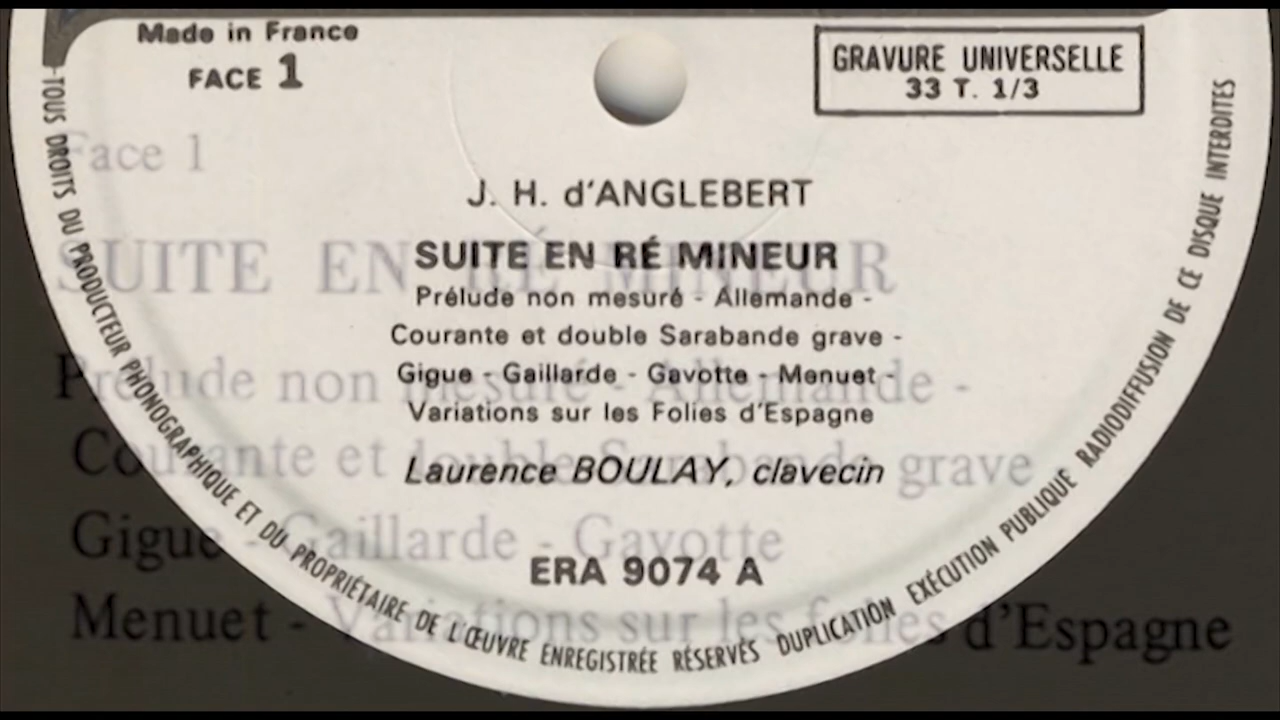 Made in France
FACE 1
GRAVURE UNIVERSELLE
33 T. 1/3
J. H. d'ANGLEBERT
SUITE EN RÉ MINEUR
Prélude non mesuré - Allemande -
Courante et double Sarabande grave -
Gigue - Gaillarde - Gavotte - Menuet -
Variations sur les Folies d'Espagne
Laurence BOULAY, clavecin
ERA 9074 A
TOUS DROITS DU PRODUCTEUR PHONOGRAPHIQUE ET DU PROPRIÉTAIRE DE L'ŒUVRE ENREGISTRÉE RÉSERVÉS DUPLICATION EXÉCUTION PUBLIQUE RADIODIFFUSION DE CE DISQUE INTERDITES
Face 1
SUITE EN RÉ MINEUR
Prélude non mesuré - Allemande -
Courante et double Sarabande grave
Gigue - Gaillarde - Gavotte
Menuet - Variations sur les folies d'Espagne